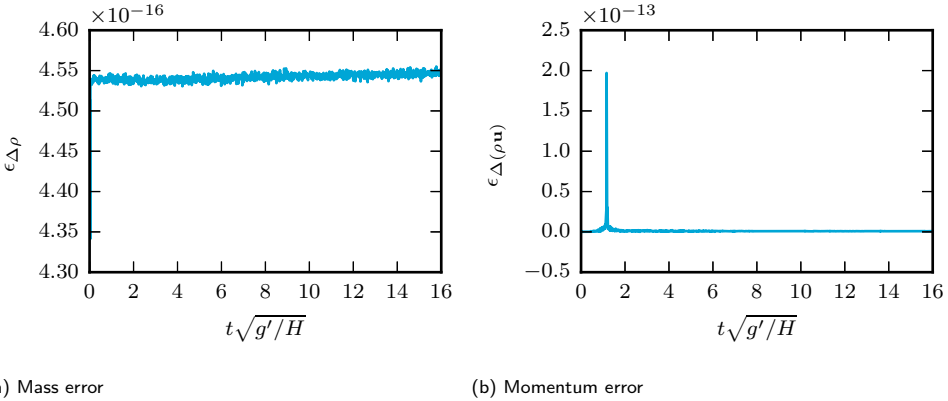 ×10−16
4.60
4.55
4.50
4.45
4.40
4.35
4.30
ϵΔρ
0 2 4 6 8 10 12 14 16
t√g′/H
×10−13
2.5
2.0
1.5
1.0
0.5
0.0
−0.5
ϵΔ(ρu)
0 2 4 6 8 10 12 14 16
t√g′/H
) Mass error
(b) Momentum error